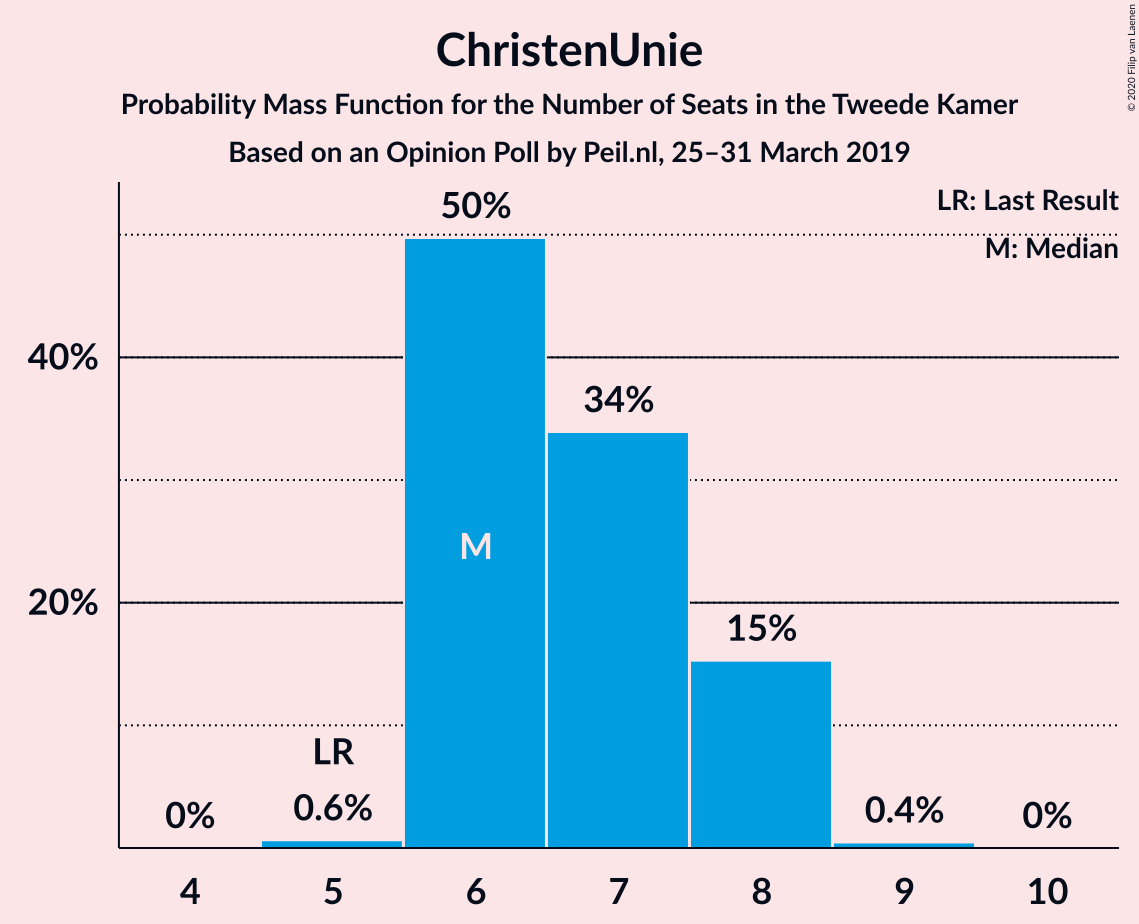 ChristenUnie
Probability Mass Function for the Number of Seats in the Tweede Kamer
Based on an Opinion Poll by Peil.nl, 25–31 March 2019
© 2020 Filip van Laenen
LR: Last Result
M: Median
50%
40%
34%
M
20%
15%
LR
0% 0.6% 0.4% 0%
4 5 6 7 8 9 10